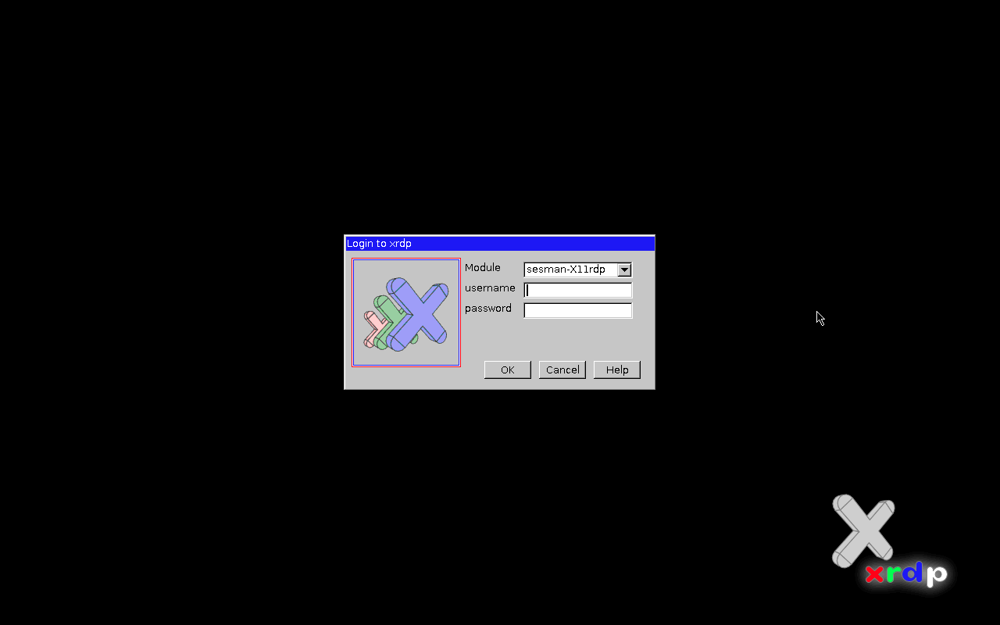 Login to xrdp
Module
sesman-X11rdp
username
password
OK
Cancel
Help
xrdp